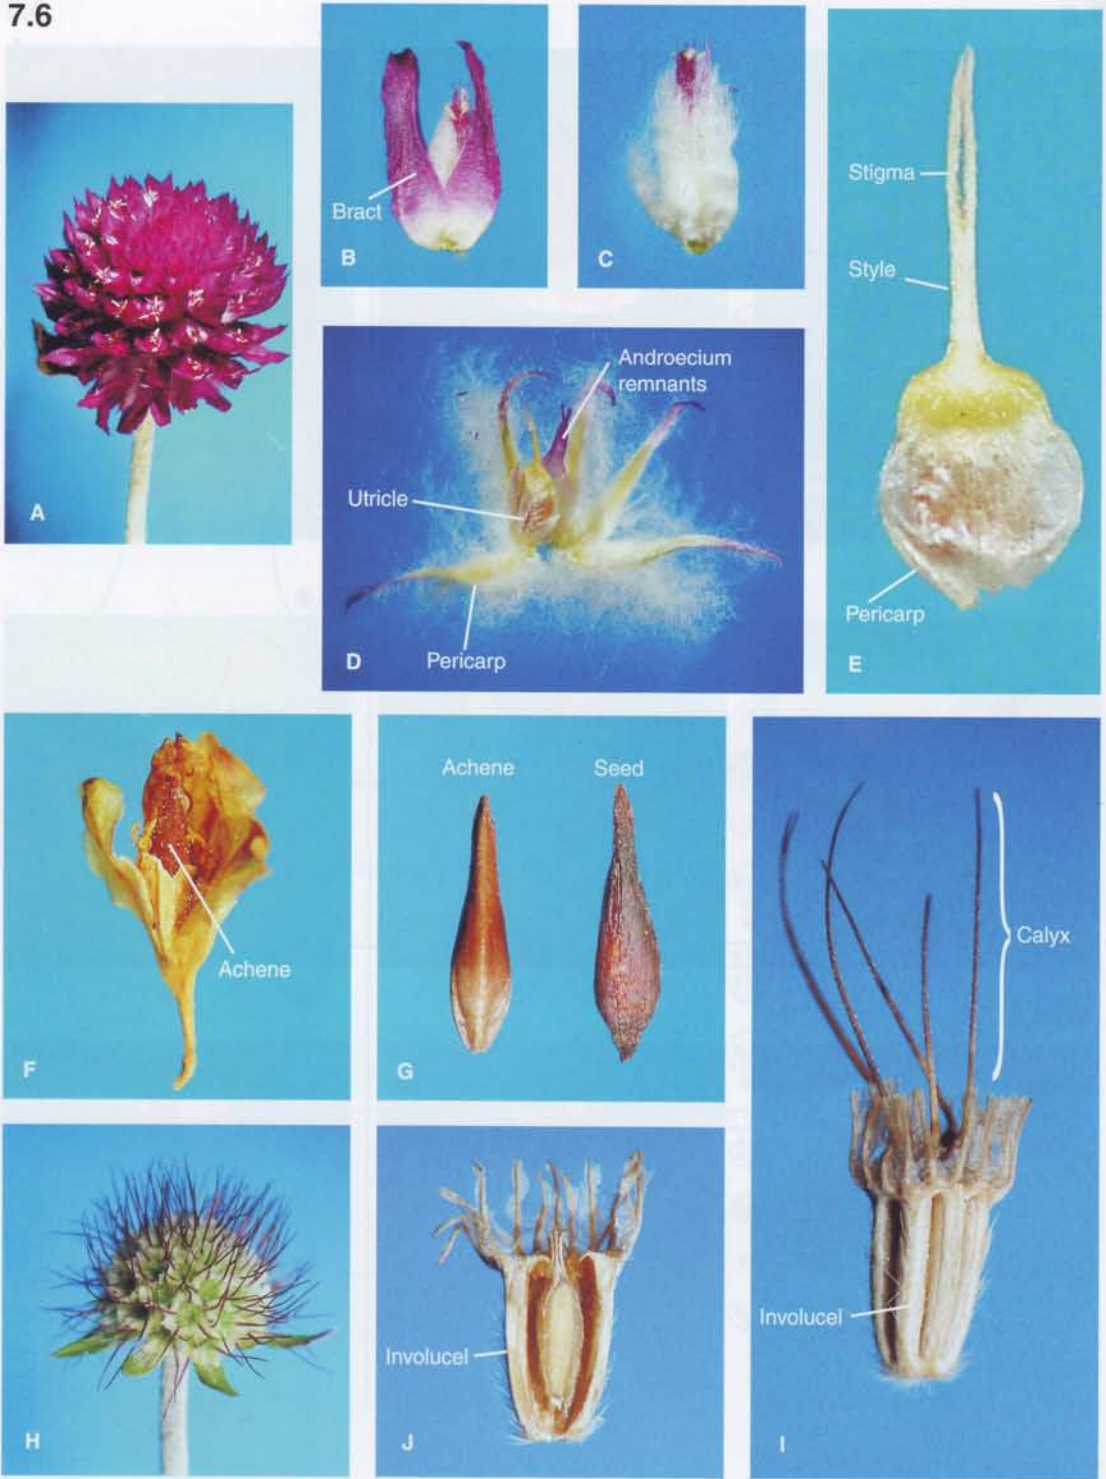 7.6
A
Bract
B
C
Androecium
remnants
Utricle
Pericarp
D
Stigma
Style
Pericarp
E
Achene
F
Achene
Seed
G
Calyx
Involucel
I
H
Involucel
J